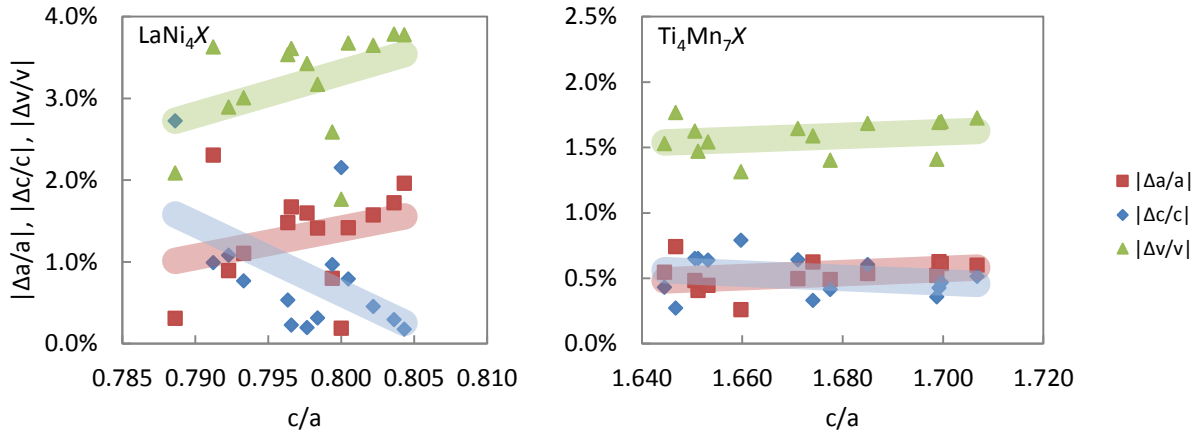 LaNi4X
Ti4Mn7X
|Δa/a|, |Δc/c|, |Δv/v|
4.0%
3.0%
2.0%
1.0%
0.0%
0.785 0.790 0.795 0.800 0.805 0.810
c/a
2.5%
2.0%
1.5%
1.0%
0.5%
0.0%
1.640 1.660 1.680 1.700 1.720
c/a
|Δa/a|
|Δc/c|
|Δv/v|